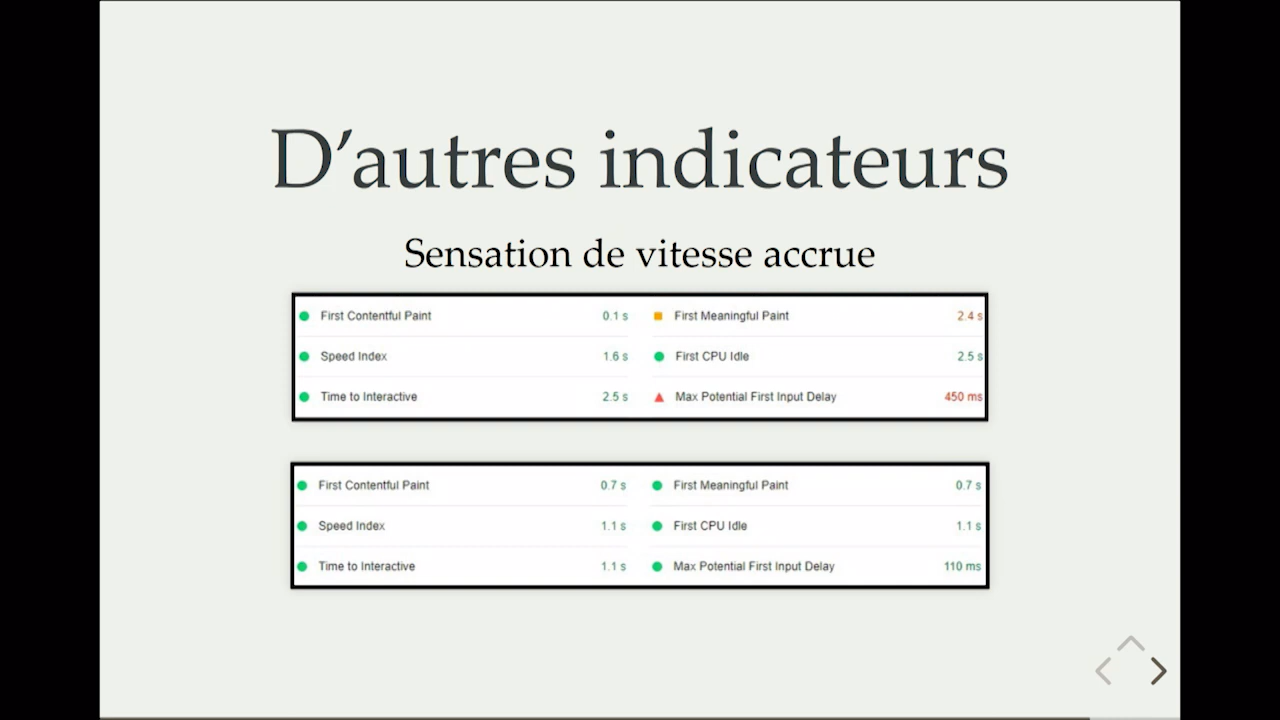 D'autres indicateurs
Sensation de vitesse accrue
First Contentful Paint 0.1 s First Meaningful Paint 2.4 s
Speed Index 1.6 s First CPU Idle 2.5 s
Time to Interactive 2.5 s Max Potential First Input Delay 450 ms
First Contentful Paint 0.7 s First Meaningful Paint 0.7 s
Speed Index 1.1 s First CPU Idle 1.1 s
Time to Interactive 1.1 s Max Potential First Input Delay 110 ms